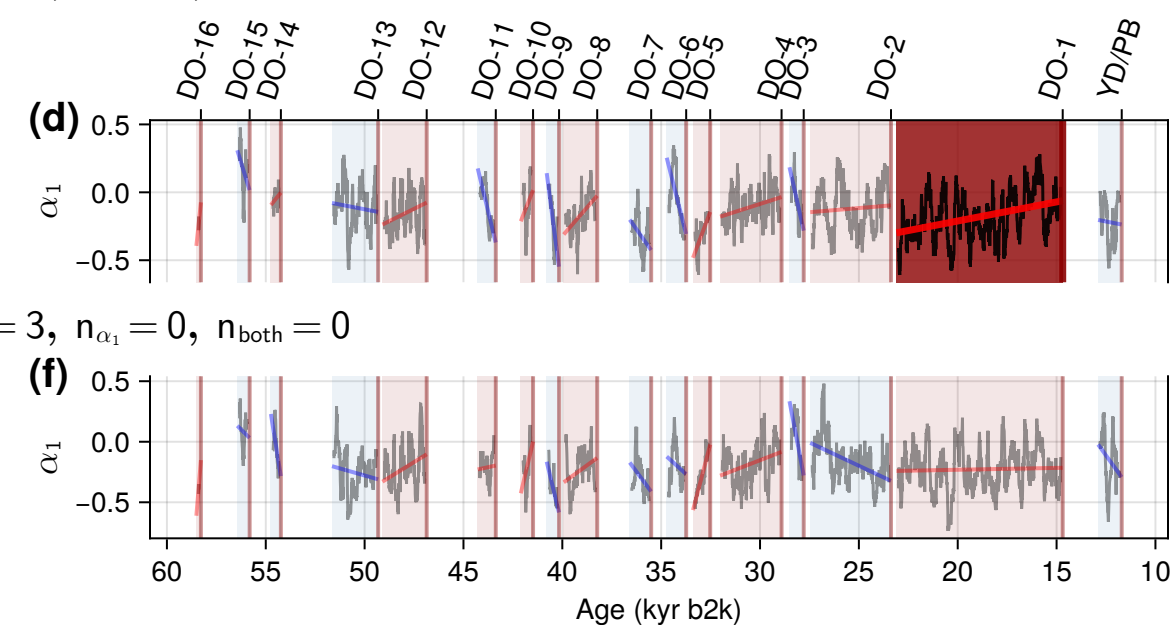 DO-16 DO-15 DO-14 DO-13 DO-12 DO-11 DO-10 DO-9 DO-8 DO-7 DO-6 DO-5 DO-4 DO-3 DO-2 DO-1 YD/PB
(d)
0.5
0.0
−0.5
α₁
= 3, n_α₁ = 0, n_both = 0
(f)
0.5
0.0
−0.5
α₁
60 55 50 45 40 35 30 25 20 15 10
Age (kyr b2k)